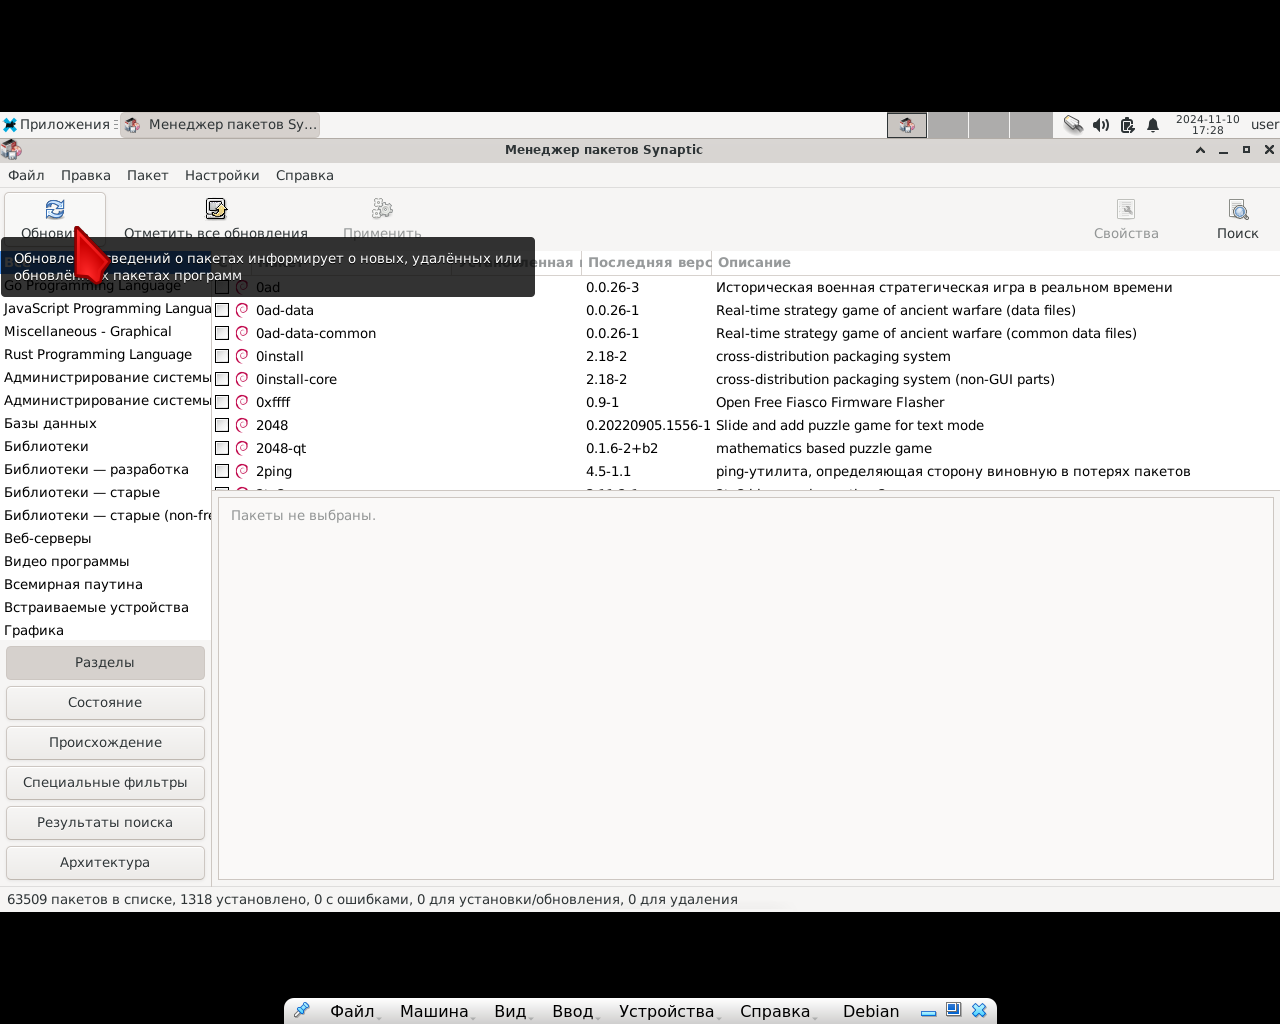 Приложения
Менеджер пакетов Sy...
2024-11-10
17:28
user
Менеджер пакетов Synaptic
Файл Правка Пакет Настройки Справка
Отметить все обновления Применить Свойства Поиск
сведений о пакетах информирует о новых, удалённых или
пакетах программ
Последняя верс Описание
Go Programming Language
JavaScript Programming Langua
Miscellaneous - Graphical
Rust Programming Language
Администрирование системы
Администрирование системы
Базы данных
Библиотеки
Библиотеки — разработка
Библиотеки — старые
Библиотеки — старые (non-fre
Веб-серверы
Видео программы
Всемирная паутина
Встраиваемые устройства
Графика
0ad 0.0.26-3 Историческая военная стратегическая игра в реальном времени
0ad-data 0.0.26-1 Real-time strategy game of ancient warfare (data files)
0ad-data-common 0.0.26-1 Real-time strategy game of ancient warfare (common data files)
0install 2.18-2 cross-distribution packaging system
0install-core 2.18-2 cross-distribution packaging system (non-GUI parts)
0xffff 0.9-1 Open Free Fiasco Firmware Flasher
2048 0.20220905.1556-1 Slide and add puzzle game for text mode
2048-qt 0.1.6-2+b2 mathematics based puzzle game
2ping 4.5-1.1 ping-утилита, определяющая сторону виновную в потерях пакетов
Пакеты не выбраны.
Разделы
Состояние
Происхождение
Специальные фильтры
Результаты поиска
Архитектура
63509 пакетов в списке, 1318 установлено, 0 с ошибками, 0 для установки/обновления, 0 для удаления
Файл Машина Вид Ввод Устройства Справка Debian